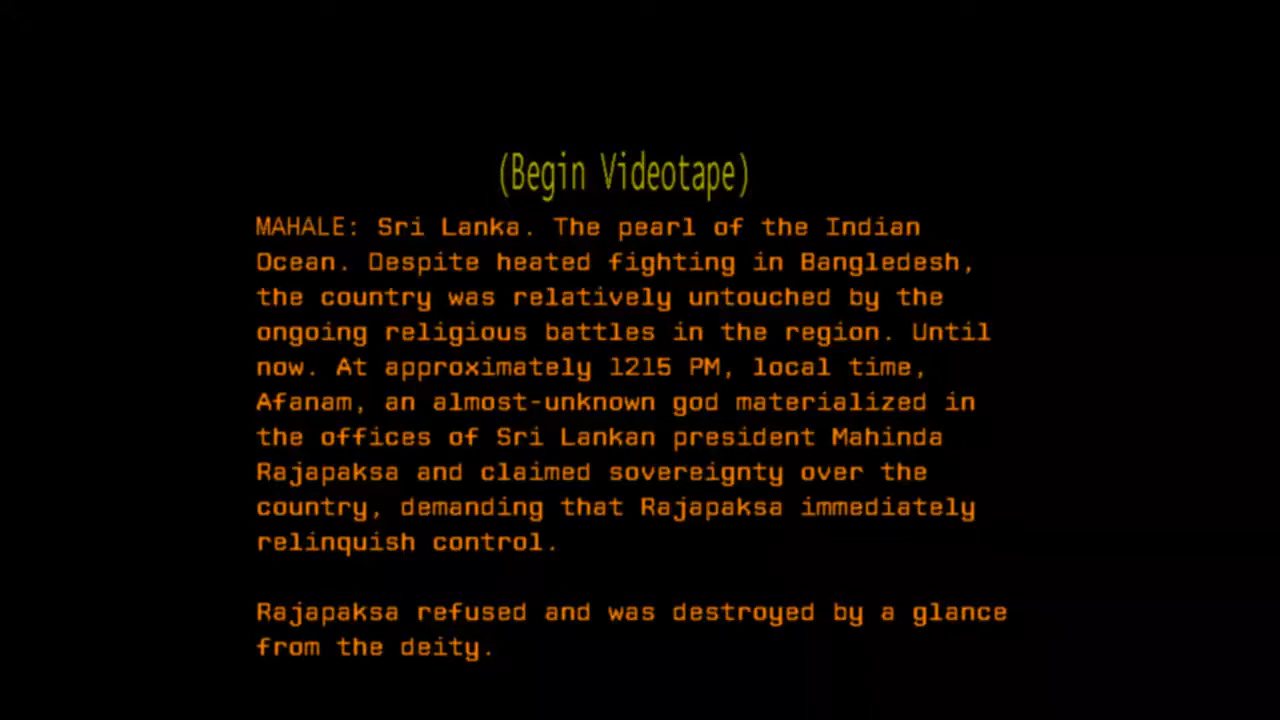 (Begin Videotape)
MAHALE: Sri Lanka. The pearl of the Indian
Ocean. Despite heated fighting in Bangledesh,
the country was relatively untouched by the
ongoing religious battles in the region. Until
now. At approximately 1215 PM, local time,
Afanam, an almost-unknown god materialized in
the offices of Sri Lankan president Mahinda
Rajapaksa and claimed sovereignty over the
country, demanding that Rajapaksa immediately
relinquish control.
Rajapaksa refused and was destroyed by a glance
from the deity.